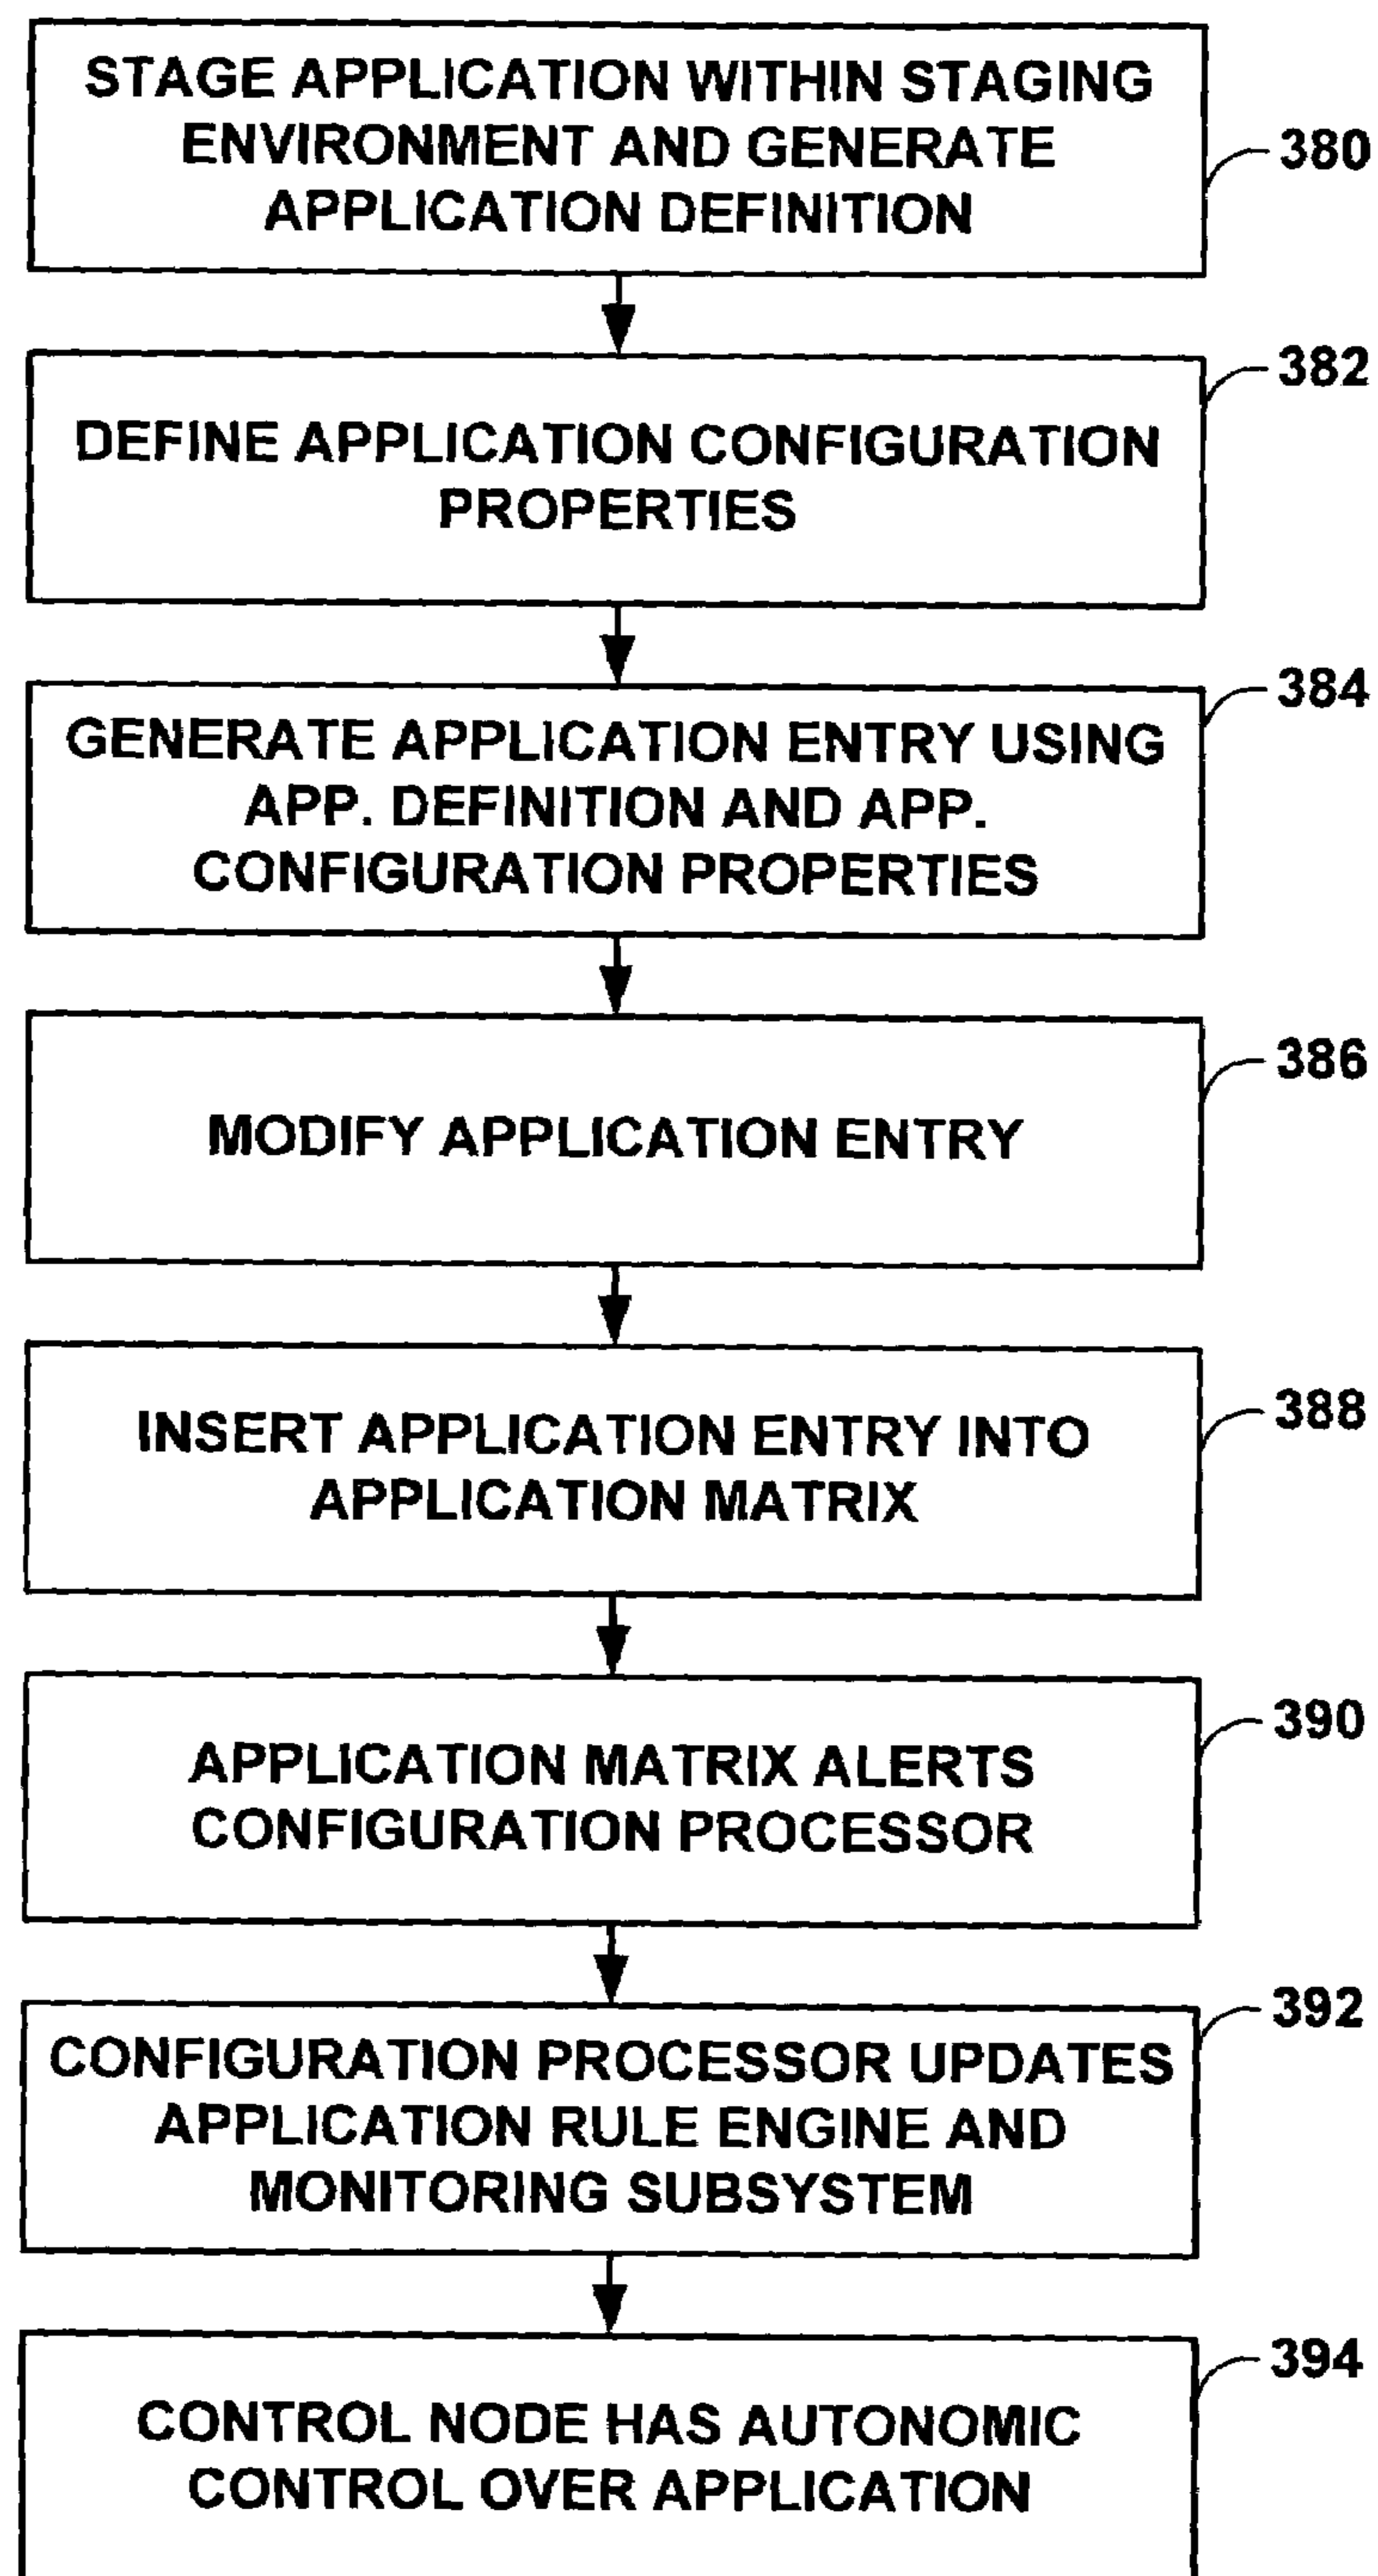 STAGE APPLICATION WITHIN STAGING
ENVIRONMENT AND GENERATE
APPLICATION DEFINITION
380
DEFINE APPLICATION CONFIGURATION
PROPERTIES
382
GENERATE APPLICATION ENTRY USING
APP. DEFINITION AND APP.
CONFIGURATION PROPERTIES
384
MODIFY APPLICATION ENTRY
386
INSERT APPLICATION ENTRY INTO
APPLICATION MATRIX
388
APPLICATION MATRIX ALERTS
CONFIGURATION PROCESSOR
390
CONFIGURATION PROCESSOR UPDATES
APPLICATION RULE ENGINE AND
MONITORING SUBSYSTEM
392
CONTROL NODE HAS AUTONOMIC
CONTROL OVER APPLICATION
394